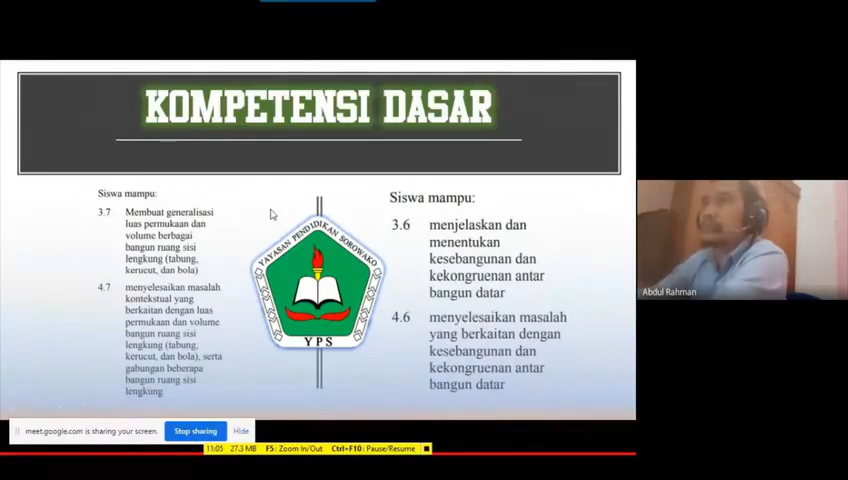 KOMPETENSI DASAR
Siswa mampu:
3.7 Membuat generalisasi
luas permukaan dan
volume berbagai
bangun ruang sisi
lengkung (tabung,
kerucut, dan bola)
4.7 menyelesaikan masalah
kontekstual yang
berkaitan dengan luas
permukaan dan volume
bangun ruang sisi
lengkung (tabung,
kerucut, dan bola), serta
gabungan beberapa
bangun ruang sisi
lengkung
YAYASAN PENDIDIKAN SOROWAKO
YPS
Siswa mampu:
3.6 menjelaskan dan
menentukan
kesebangunan dan
kekongruenan antar
bangun datar
4.6 menyelesaikan masalah
yang berkaitan dengan
kesebangunan dan
kekongruenan antar
bangun datar
Abdul Rahman
meet.google.com is sharing your screen.
Stop sharing
Hide
11:05 27.3 MB F5: Zoom In/Out Ctrl+F10: Pause/Resume